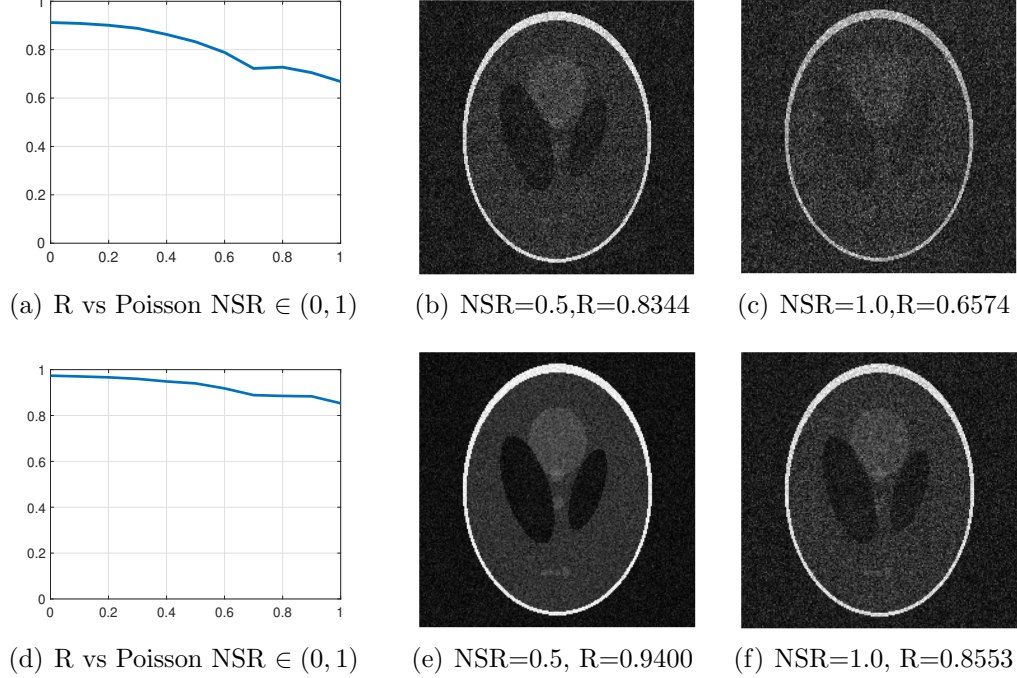 1
0.8
0.6
0.4
0.2
0
0 0.2 0.4 0.6 0.8 1
(a) R vs Poisson NSR ∈ (0, 1)
(b) NSR=0.5,R=0.8344
(c) NSR=1.0,R=0.6574
1
0.8
0.6
0.4
0.2
0
0 0.2 0.4 0.6 0.8 1
(d) R vs Poisson NSR ∈ (0, 1)
(e) NSR=0.5, R=0.9400
(f) NSR=1.0, R=0.8553